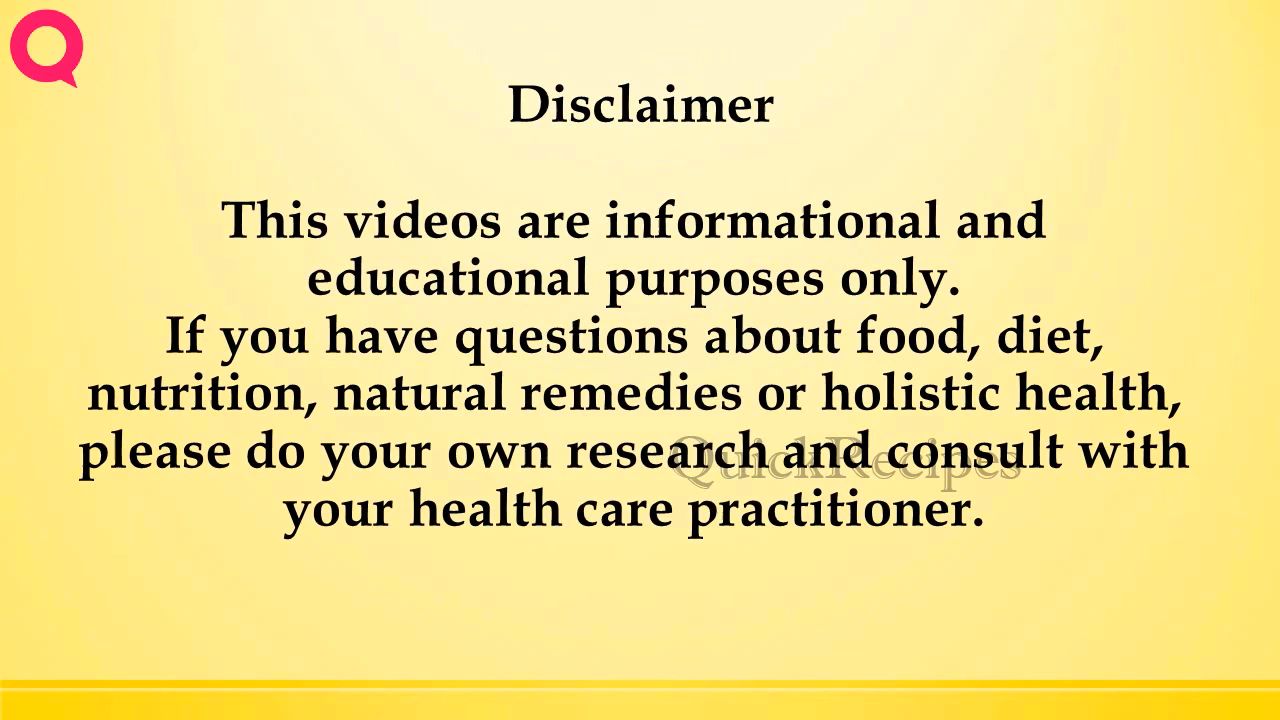 Disclaimer
This videos are informational and
educational purposes only.
If you have questions about food, diet,
nutrition, natural remedies or holistic health,
please do your own research and consult with
QuickRecipes
your health care practitioner.